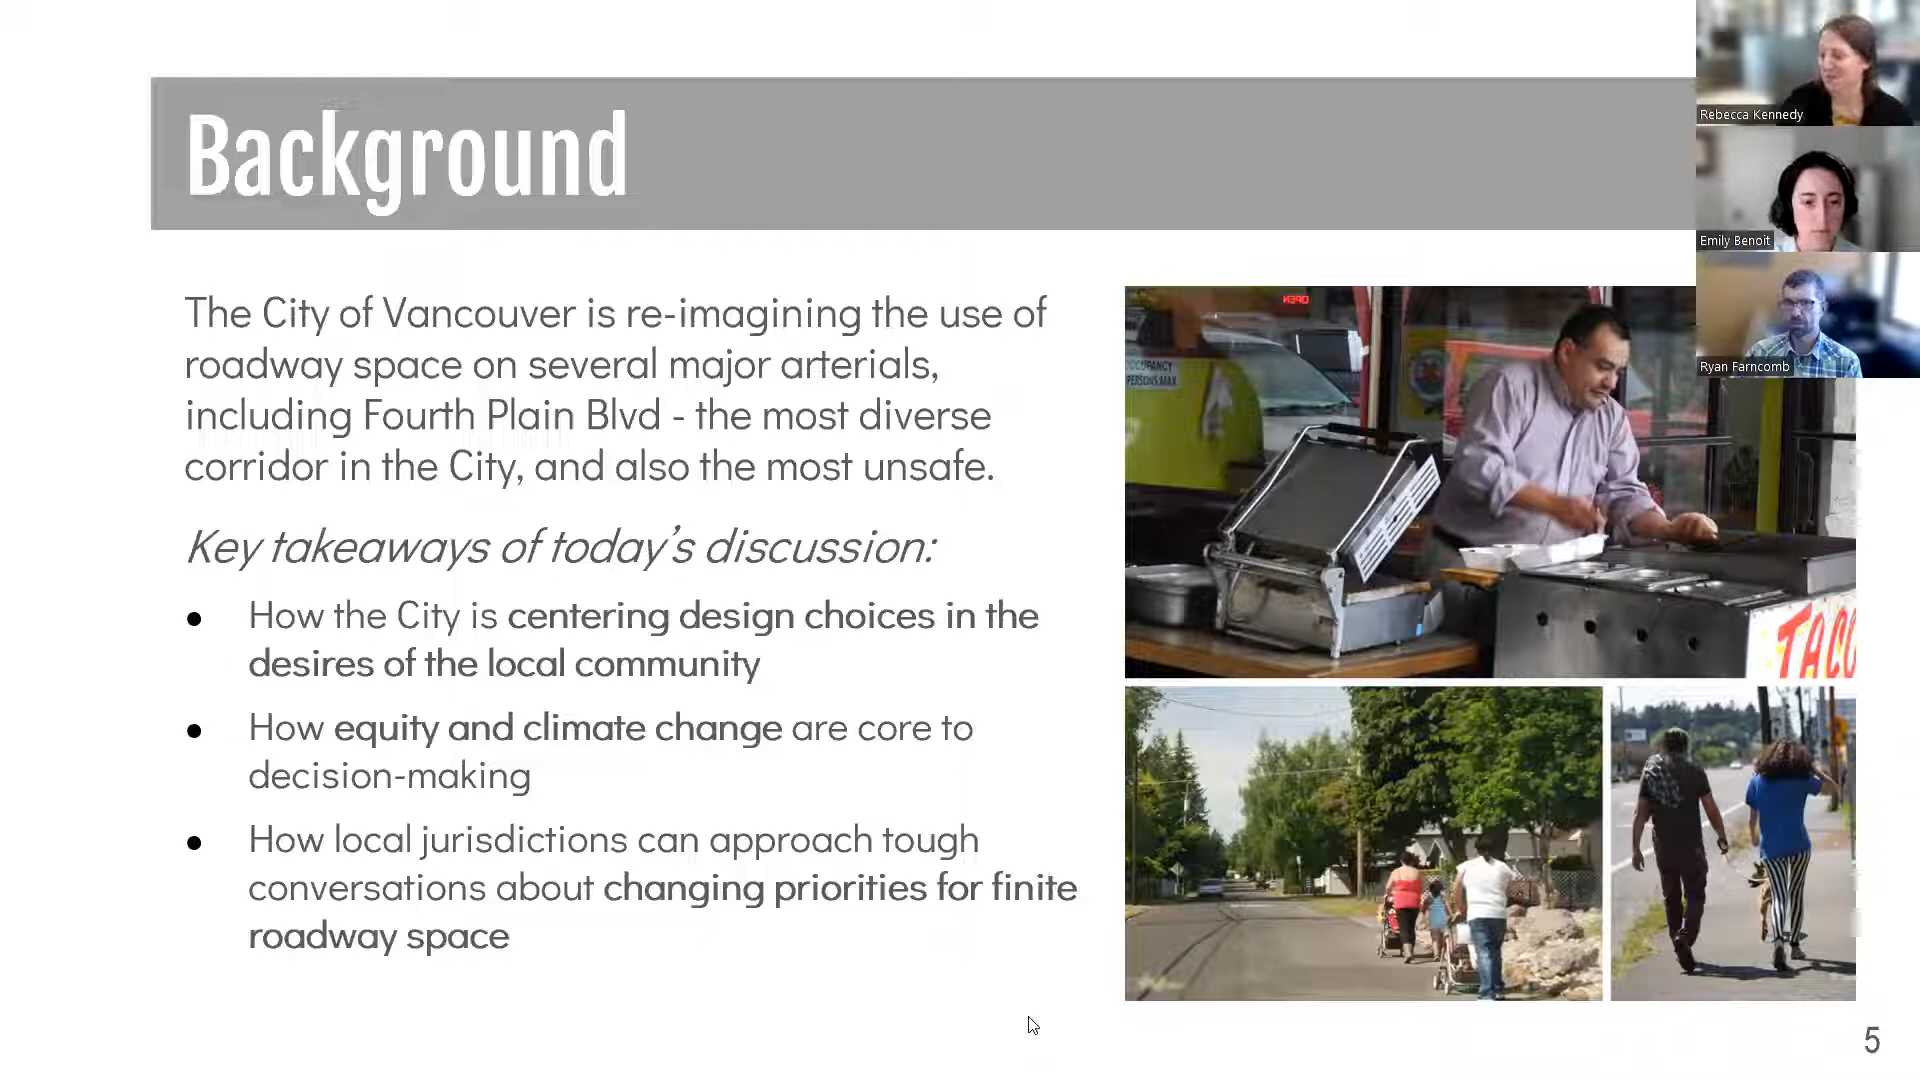 Background
The City of Vancouver is re-imagining the use of
roadway space on several major arterials,
including Fourth Plain Blvd - the most diverse
corridor in the City, and also the most unsafe.
Key takeaways of today's discussion:
● How the City is centering design choices in the
desires of the local community
● How equity and climate change are core to
decision-making
● How local jurisdictions can approach tough
conversations about changing priorities for finite
roadway space
OPEN
OCCUPANCY
PERSONS MAX
TACO
Rebecca Kennedy
Emily Benoit
Ryan Farncomb
5